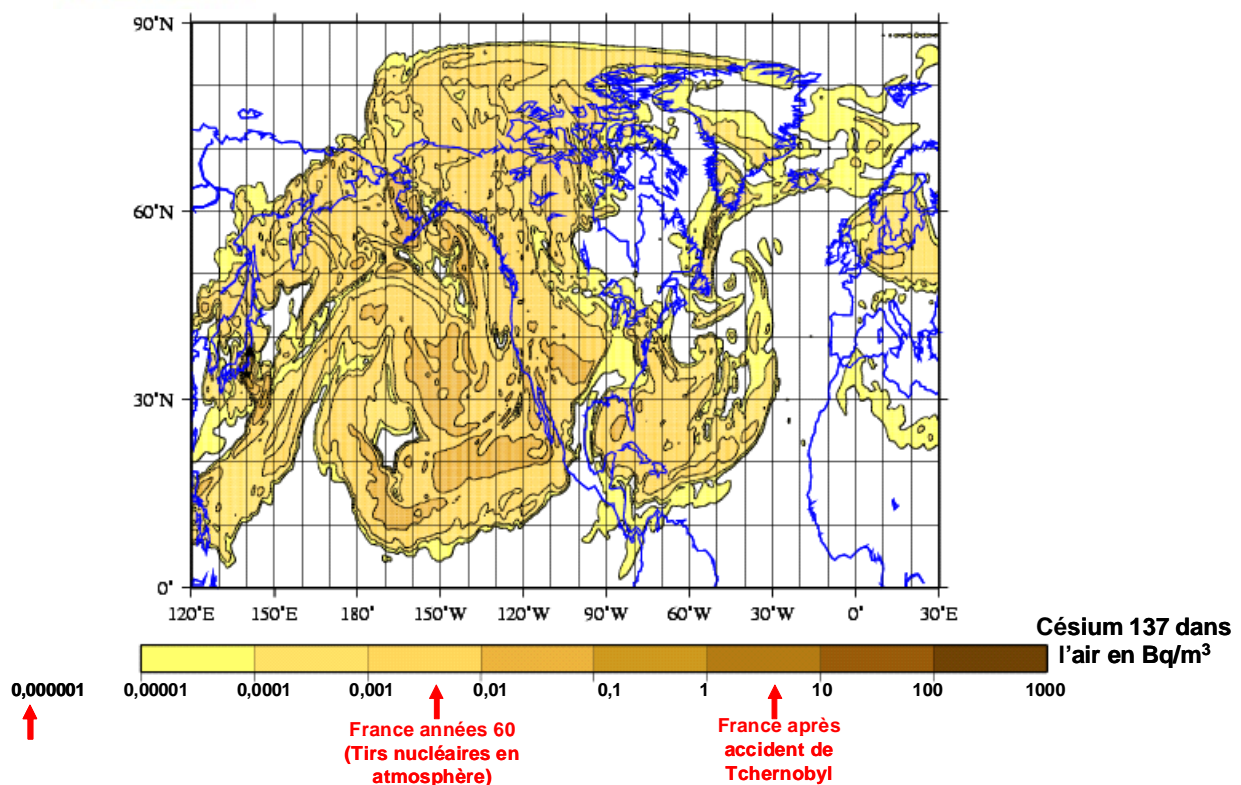 90°N
60°N
30°N
0°
120°E 150°E 180° 150°W 120°W 90°W 60°W 30°W 0° 30°E
Césium 137 dans
l'air en Bq/m³
0,000001 0,00001 0,0001 0,001 0,01 0,1 1 10 100 1000
France années 60
(Tirs nucléaires en
atmosphère)
France après
accident de
Tchernobyl